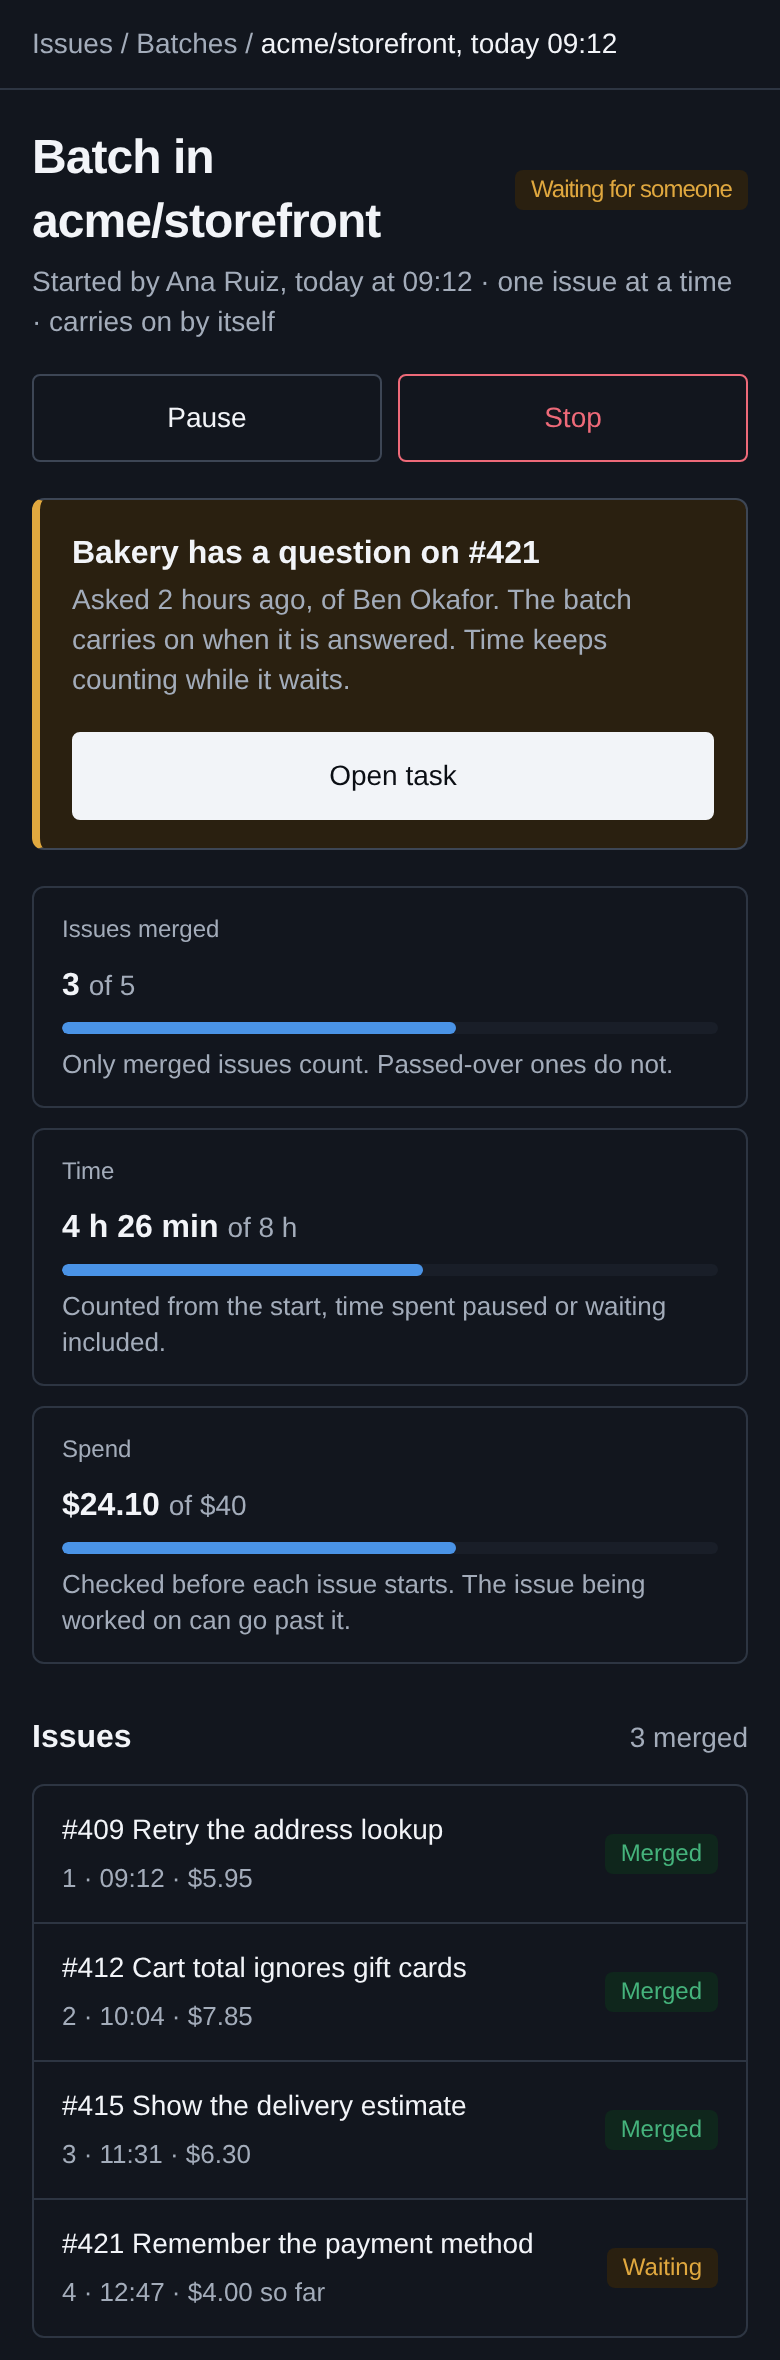 Issues / Batches / acme/storefront, today 09:12
Batch in
acme/storefront
Waiting for someone
Started by Ana Ruiz, today at 09:12 · one issue at a time
· carries on by itself
Pause
Stop
Bakery has a question on #421
Asked 2 hours ago, of Ben Okafor. The batch
carries on when it is answered. Time keeps
counting while it waits.
Open task
Issues merged
3 of 5
Only merged issues count. Passed-over ones do not.
Time
4 h 26 min of 8 h
Counted from the start, time spent paused or waiting
included.
Spend
$24.10 of $40
Checked before each issue starts. The issue being
worked on can go past it.
Issues
3 merged
#409 Retry the address lookup
1 · 09:12 · $5.95
Merged
#412 Cart total ignores gift cards
2 · 10:04 · $7.85
Merged
#415 Show the delivery estimate
3 · 11:31 · $6.30
Merged
#421 Remember the payment method
4 · 12:47 · $4.00 so far
Waiting